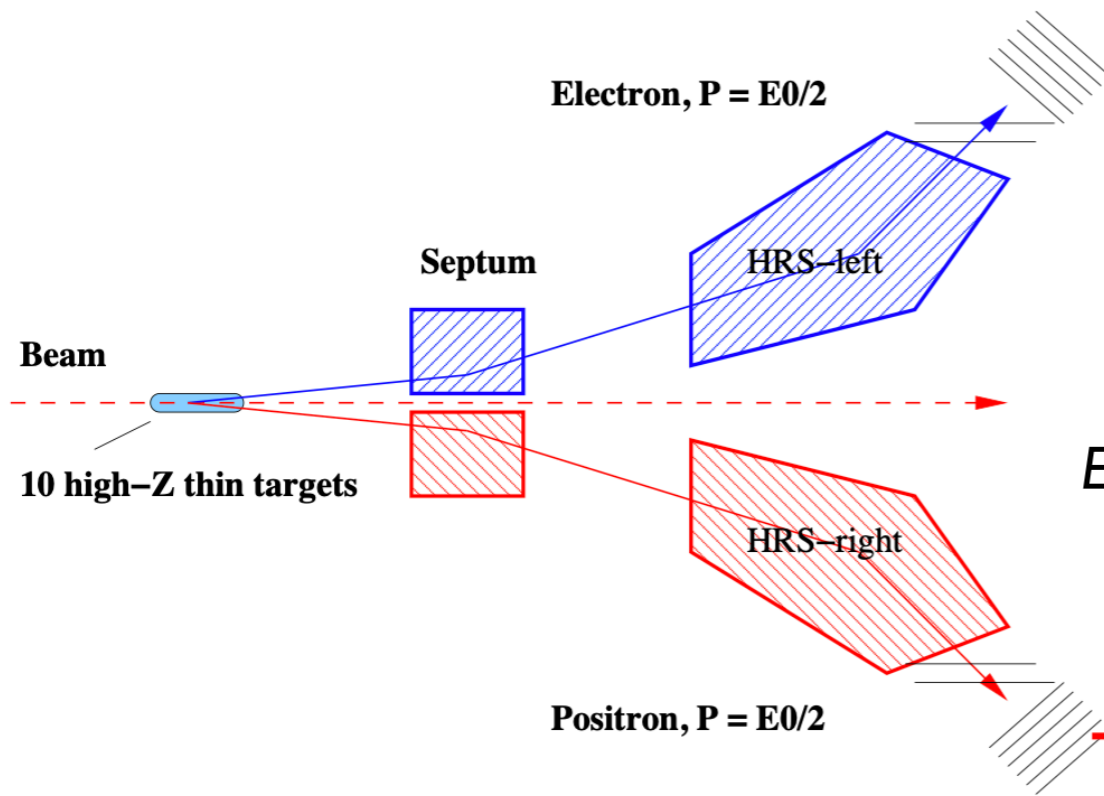 Electron, P = E0/2
Septum
HRS–left
Beam
10 high–Z thin targets
E
HRS–right
Positron, P = E0/2